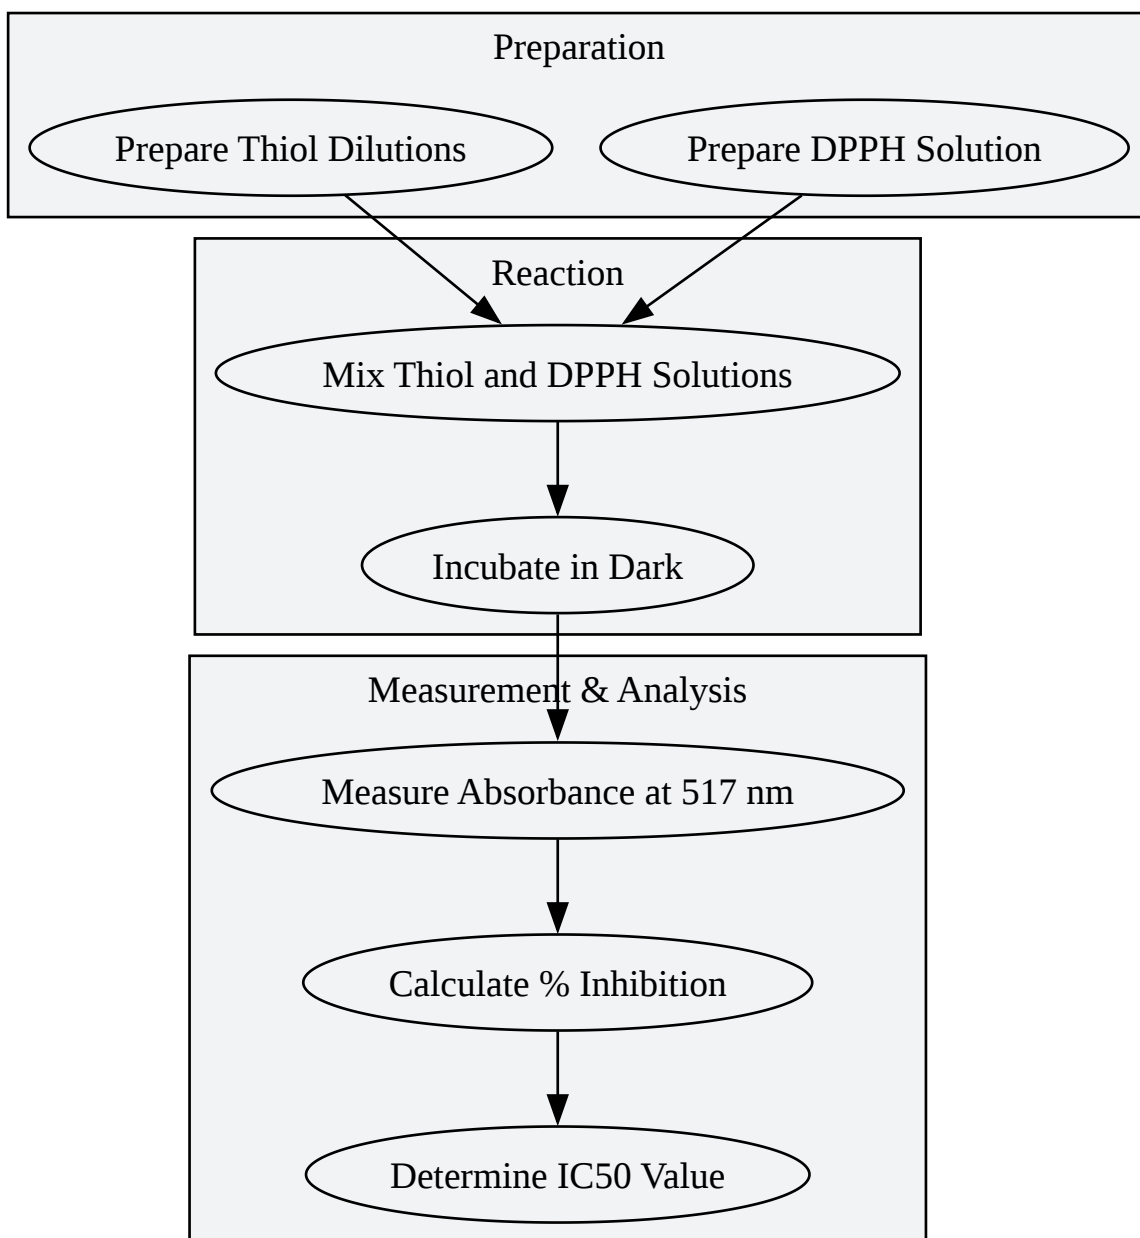 Preparation
Prepare Thiol Dilutions
Prepare DPPH Solution
Reaction
Mix Thiol and DPPH Solutions
Incubate in Dark
Measurement & Analysis
Measure Absorbance at 517 nm
Calculate % Inhibition
Determine IC50 Value